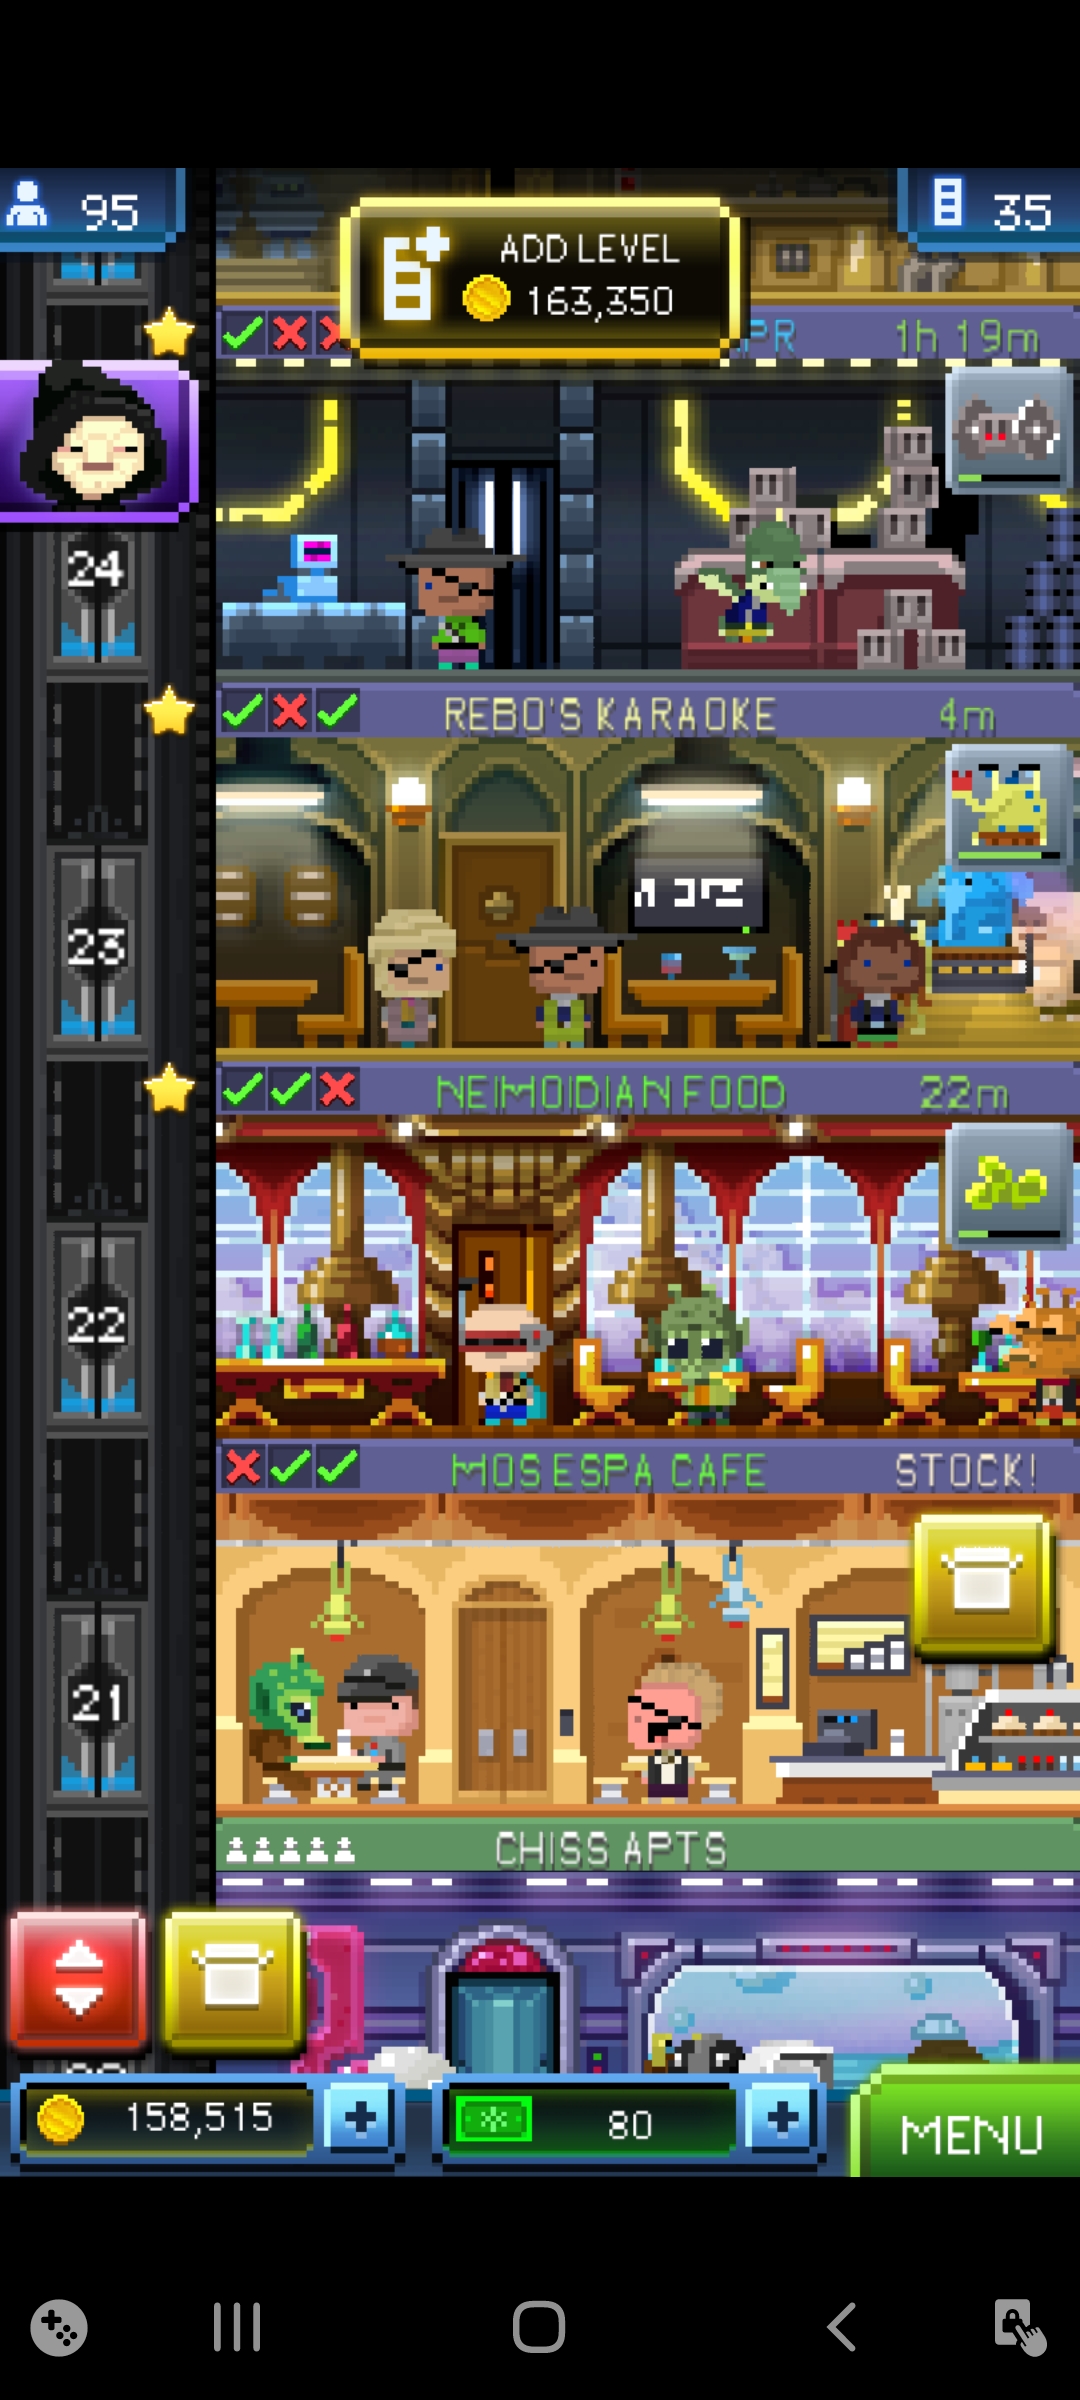 95
ADD LEVEL
163,350
35
1h 19m
24
REBO'S KARAOKE
4m
23
NEIMOIDIAN FOOD
22m
22
MOS ESPA CAFE
STOCK!
21
CHISS APTS
158,515
80
MENU